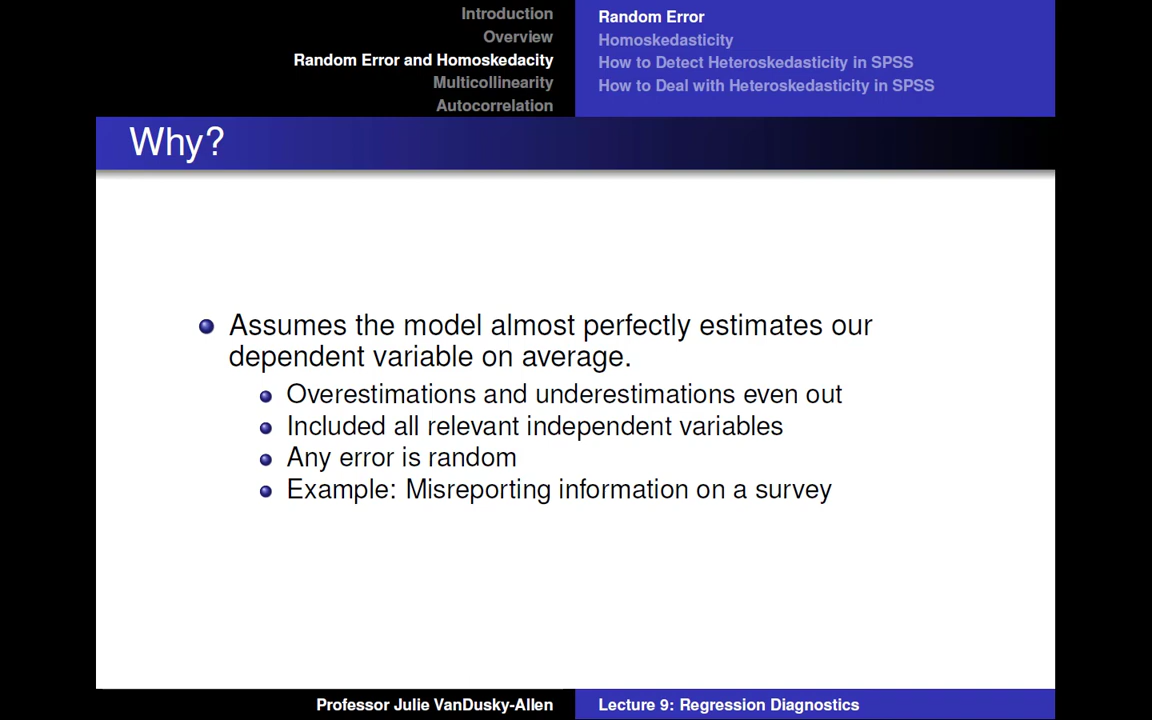 Introduction
Overview
Random Error and Homoskedacity
Multicollinearity
Autocorrelation
Random Error
Homoskedasticity
How to Detect Heteroskedasticity in SPSS
How to Deal with Heteroskedasticity in SPSS
Why?
Assumes the model almost perfectly estimates our
dependent variable on average.
Overestimations and underestimations even out
Included all relevant independent variables
Any error is random
Example: Misreporting information on a survey
Professor Julie VanDusky-Allen
Lecture 9: Regression Diagnostics